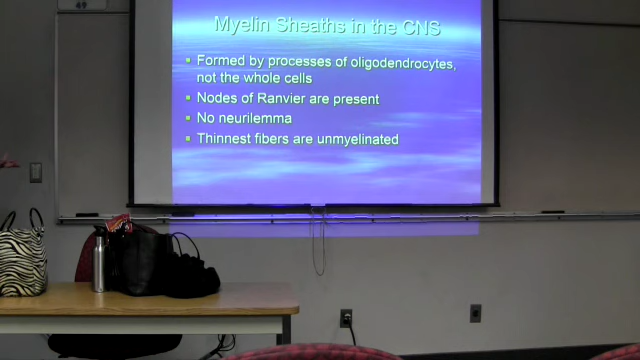 Myelin Sheaths in the CNS
Formed by processes of oligodendrocytes,
not the whole cells
Nodes of Ranvier are present
No neurilemma
Thinnest fibers are unmyelinated